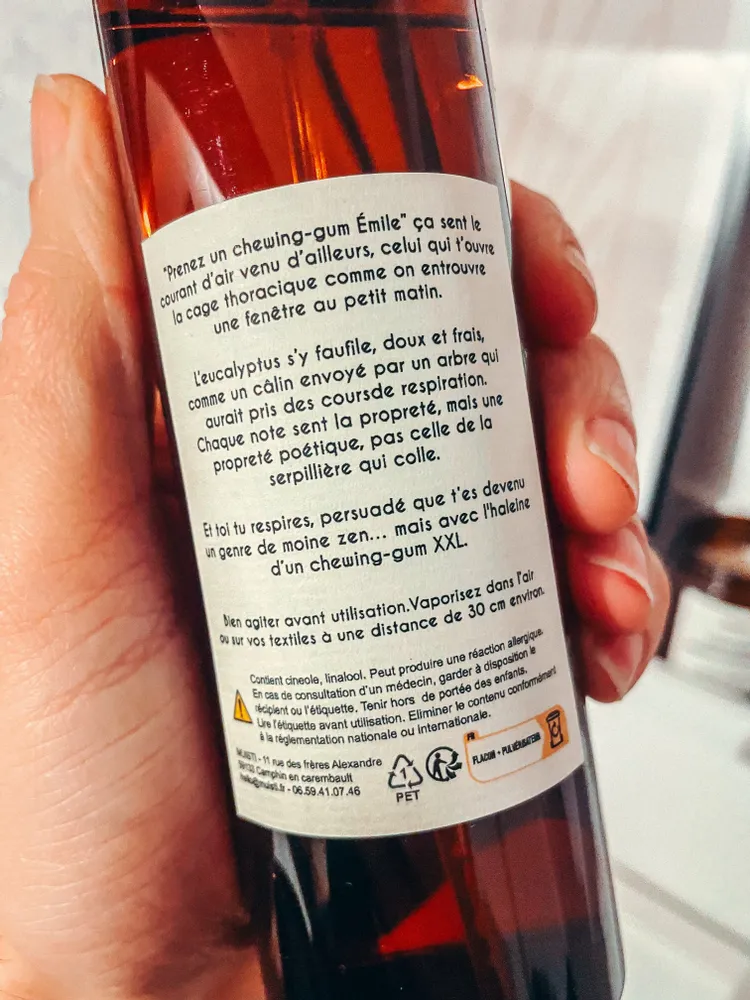 "Prenez un chewing-gum Émile" ça sent le
courant d'air venu d'ailleurs, celui qui t'ouvre
la cage thoracique comme on entrouvre
une fenêtre au petit matin.
L'eucalyptus s'y faufile, doux et frais,
comme un câlin envoyé par un arbre qui
aurait pris des coursde respiration.
Chaque note sent la propreté, mais une
propreté poétique, pas celle de la
serpillière qui colle.
Et toi tu respires, persuadé que t'es devenu
un genre de moine zen... mais avec l'haleine
d'un chewing-gum XXL.
Bien agiter avant utilisation.Vaporisez dans l'air
ou sur vos textiles à une distance de 30 cm environ.
Contient cineole, linalool. Peut produire une réaction allergique.
En cas de consultation d'un médecin, garder à disposition le
récipient ou l'étiquette. Tenir hors de portée des enfants.
Lire l'étiquette avant utilisation. Eliminer le contenu conformément
à la réglementation nationale ou internationale.
MUISTI - 11 rue des frères Alexandre
59133 Camphin en carembault
hello@muisti.fr - 06.59.41.07.46
1
PET
FR
FLACON + PULVÉRISATEUR